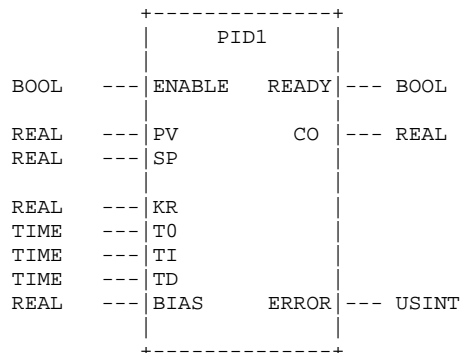 PID1
BOOL ---|ENABLE READY|--- BOOL
REAL ---|PV CO |--- REAL
REAL ---|SP
REAL ---|KR
TIME ---|T0
TIME ---|TI
TIME ---|TD
REAL ---|BIAS ERROR|--- USINT